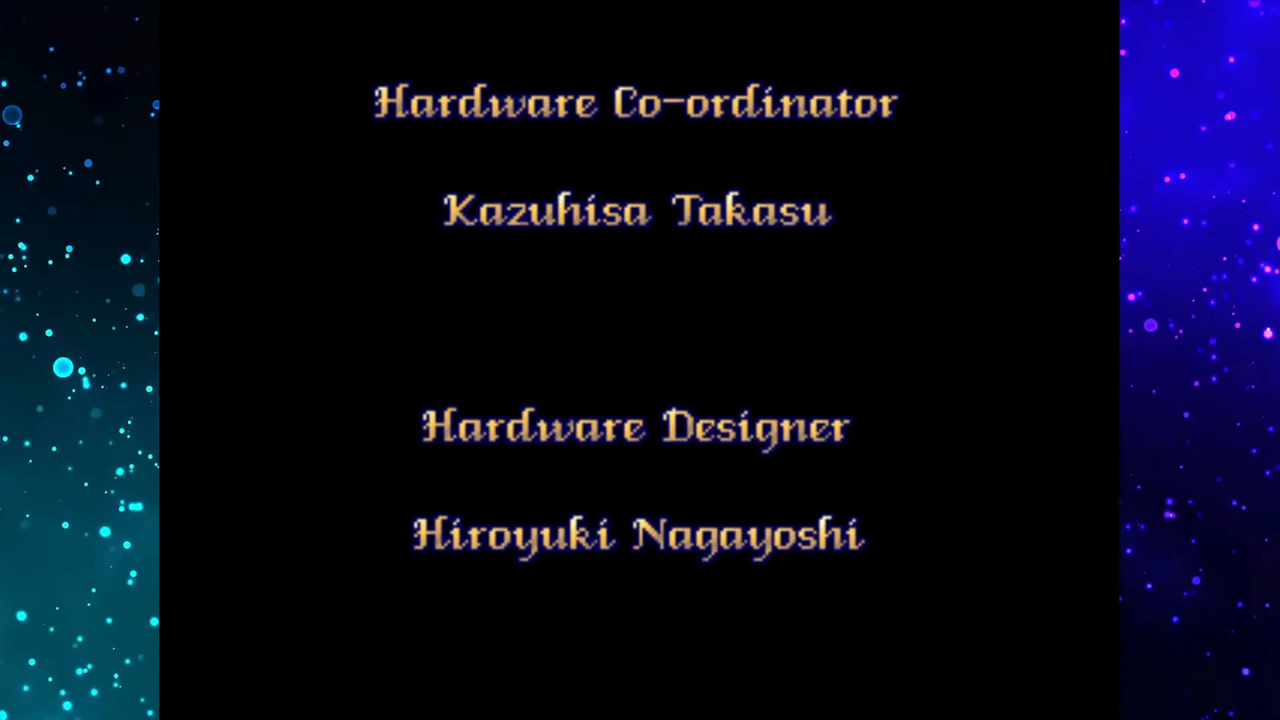 Hardware Co-ordinator
Kazuhisa Takasu
Hardware Designer
Hiroyuki Nagayoshi